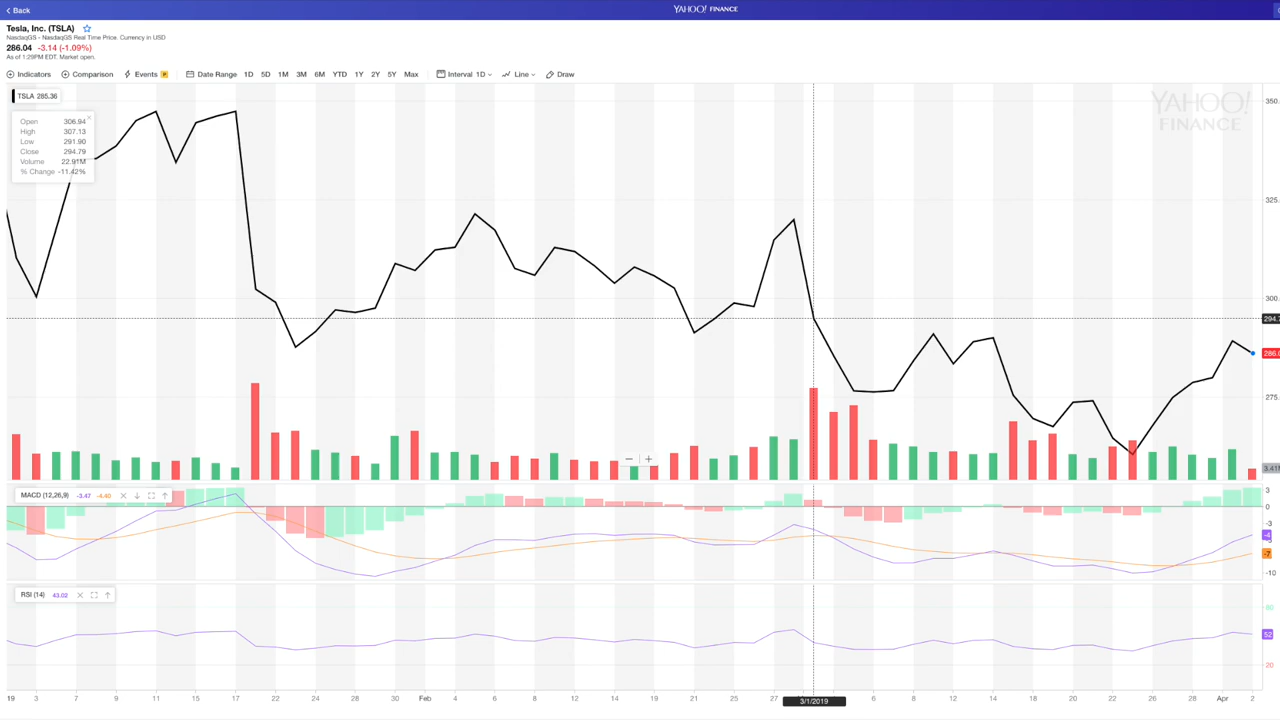 Back
YAHOO! FINANCE
Tesla, Inc. (TSLA)
NasdaqGS - NasdaqGS Real Time Price. Currency in USD
286.04 -3.14 (-1.09%)
As of 1:29PM EDT. Market open.
Indicators Comparison Events P Date Range 1D 5D 1M 3M 6M YTD 1Y 2Y 5Y Max Interval 1D Line Draw
TSLA 285.36
YAHOO!
FINANCE
Open 306.94
High 307.13
Low 291.90
Close 294.79
Volume 22.91M
% Change -11.42%
350.
325.
300.
294.
286.
275.
3.41
MACD (12,26,9) -3.47 -4.40
3
0
-3
-4
-7
-10
RSI (14) 43.02
80
52
20
19 3 7 9 11 15 17 22 24 28 30 Feb 4 6 8 12 14 19 21 25 27 3/1/2019 6 8 12 14 18 20 22 26 28 Apr 2